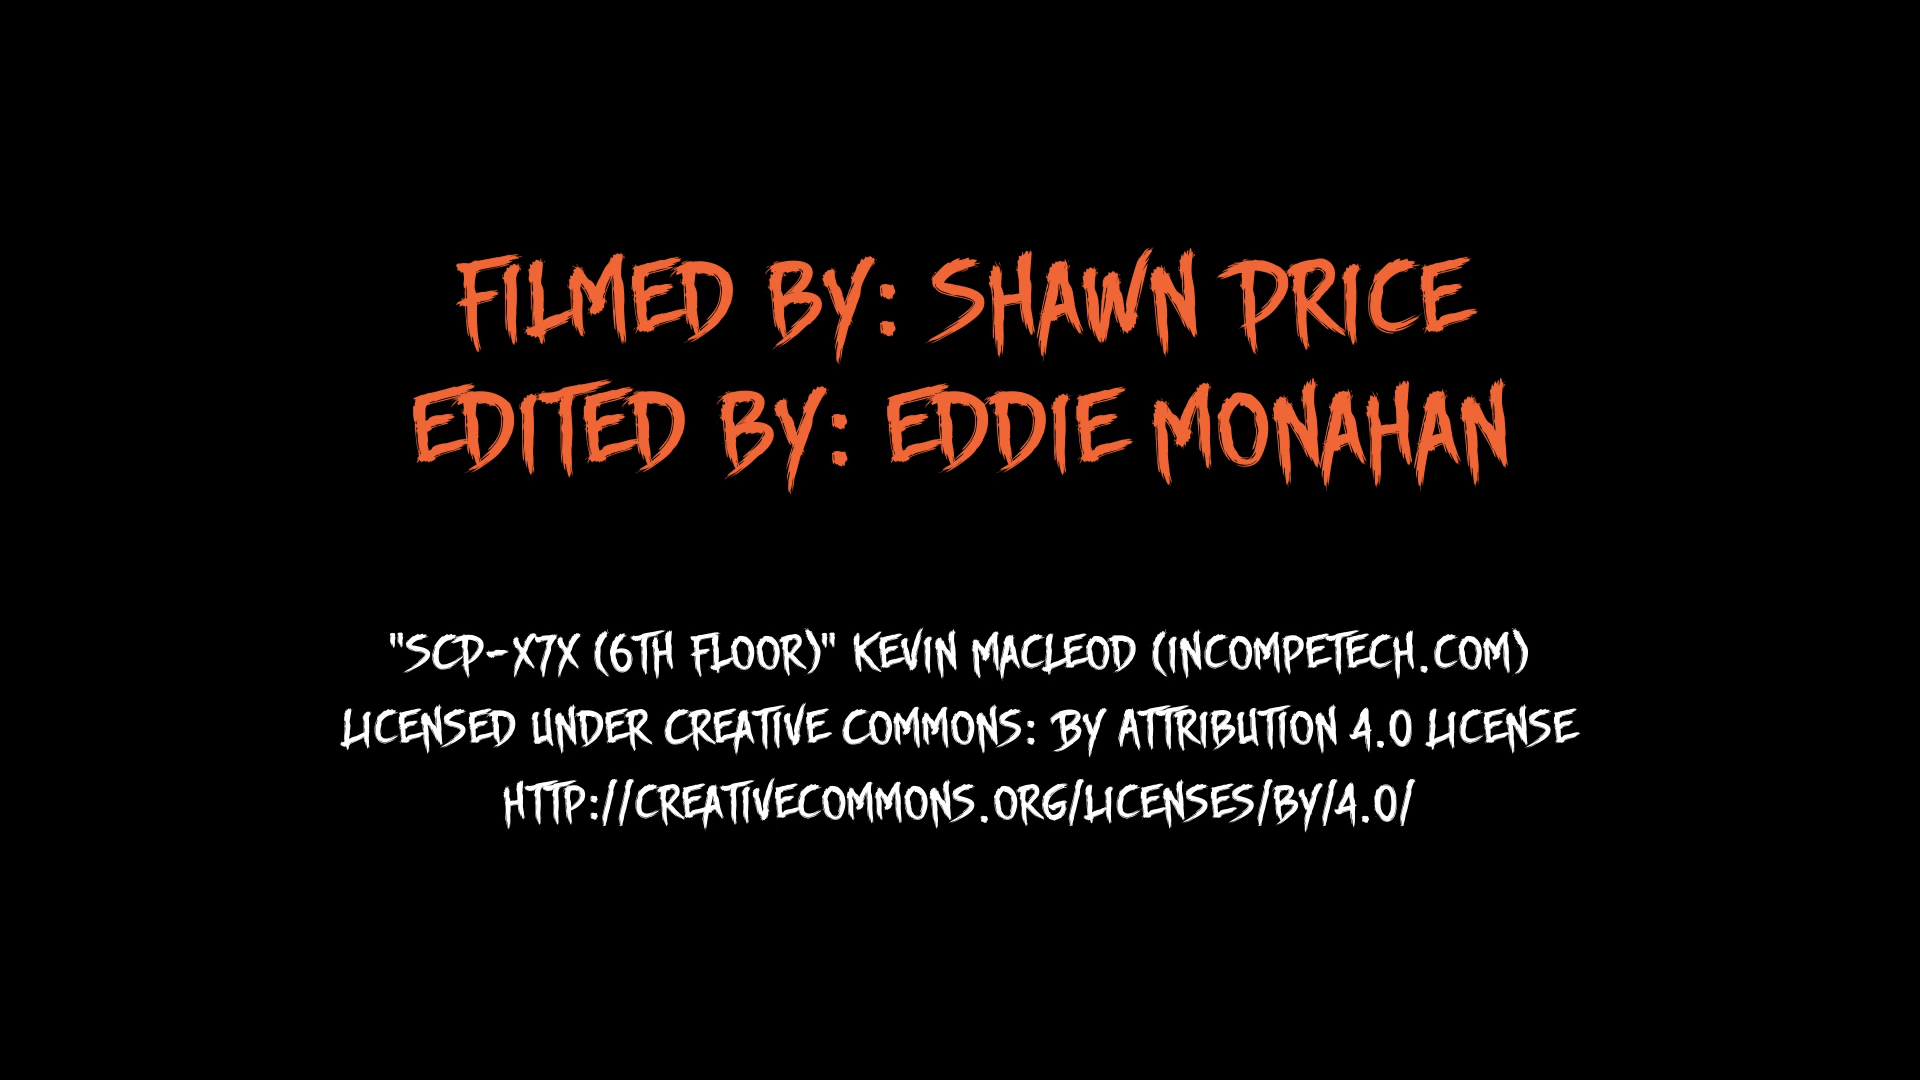 FILMED BY: SHAWN PRICE
EDITED BY: EDDIE MONAHAN
"SCP-X7X (6TH FLOOR)" KEVIN MACLEOD (INCOMPETECH.COM)
LICENSED UNDER CREATIVE COMMONS: BY ATTRIBUTION 4.0 LICENSE
HTTP://CREATIVECOMMONS.ORG/LICENSES/BY/4.0/